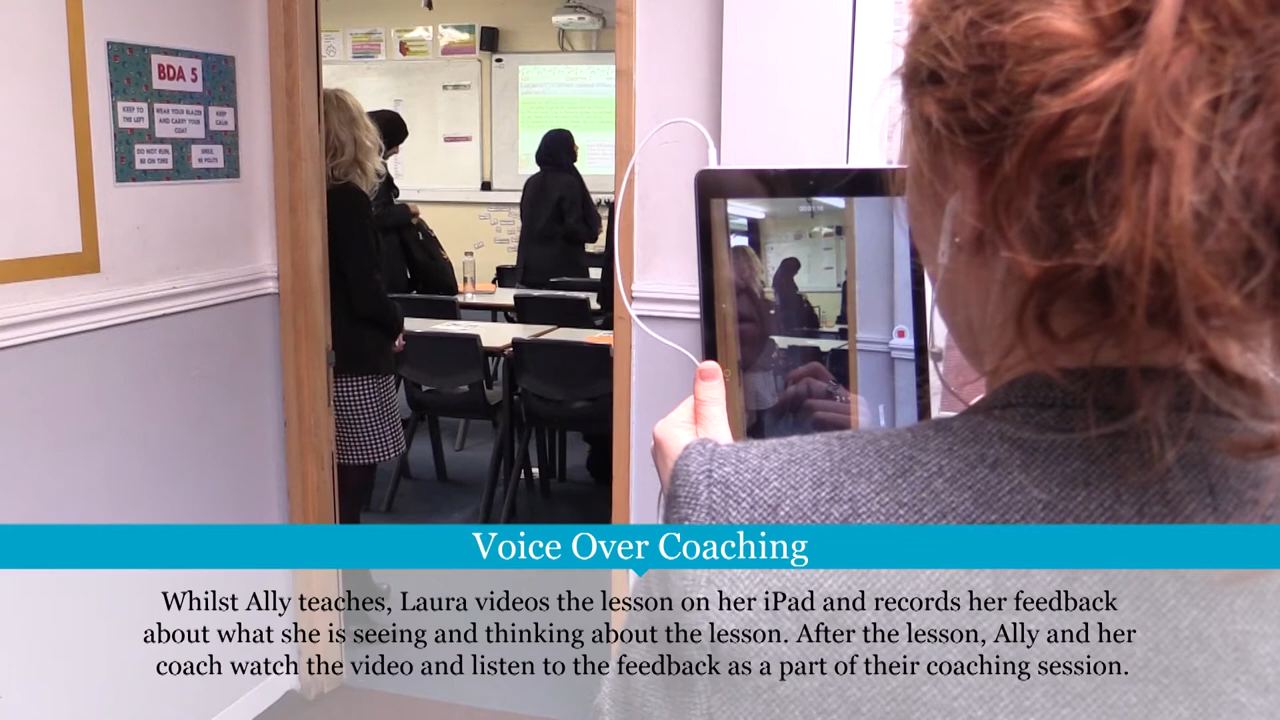 BDA 5
KEEP TO
THE LEFT
WEAR YOUR BLAZER
AND CARRY YOUR
COAT
KEEP
CALM
DO NOT RUN,
BE ON TIME
SMILE,
BE POLITE
Voice Over Coaching
Whilst Ally teaches, Laura videos the lesson on her iPad and records her feedback
about what she is seeing and thinking about the lesson. After the lesson, Ally and her
coach watch the video and listen to the feedback as a part of their coaching session.